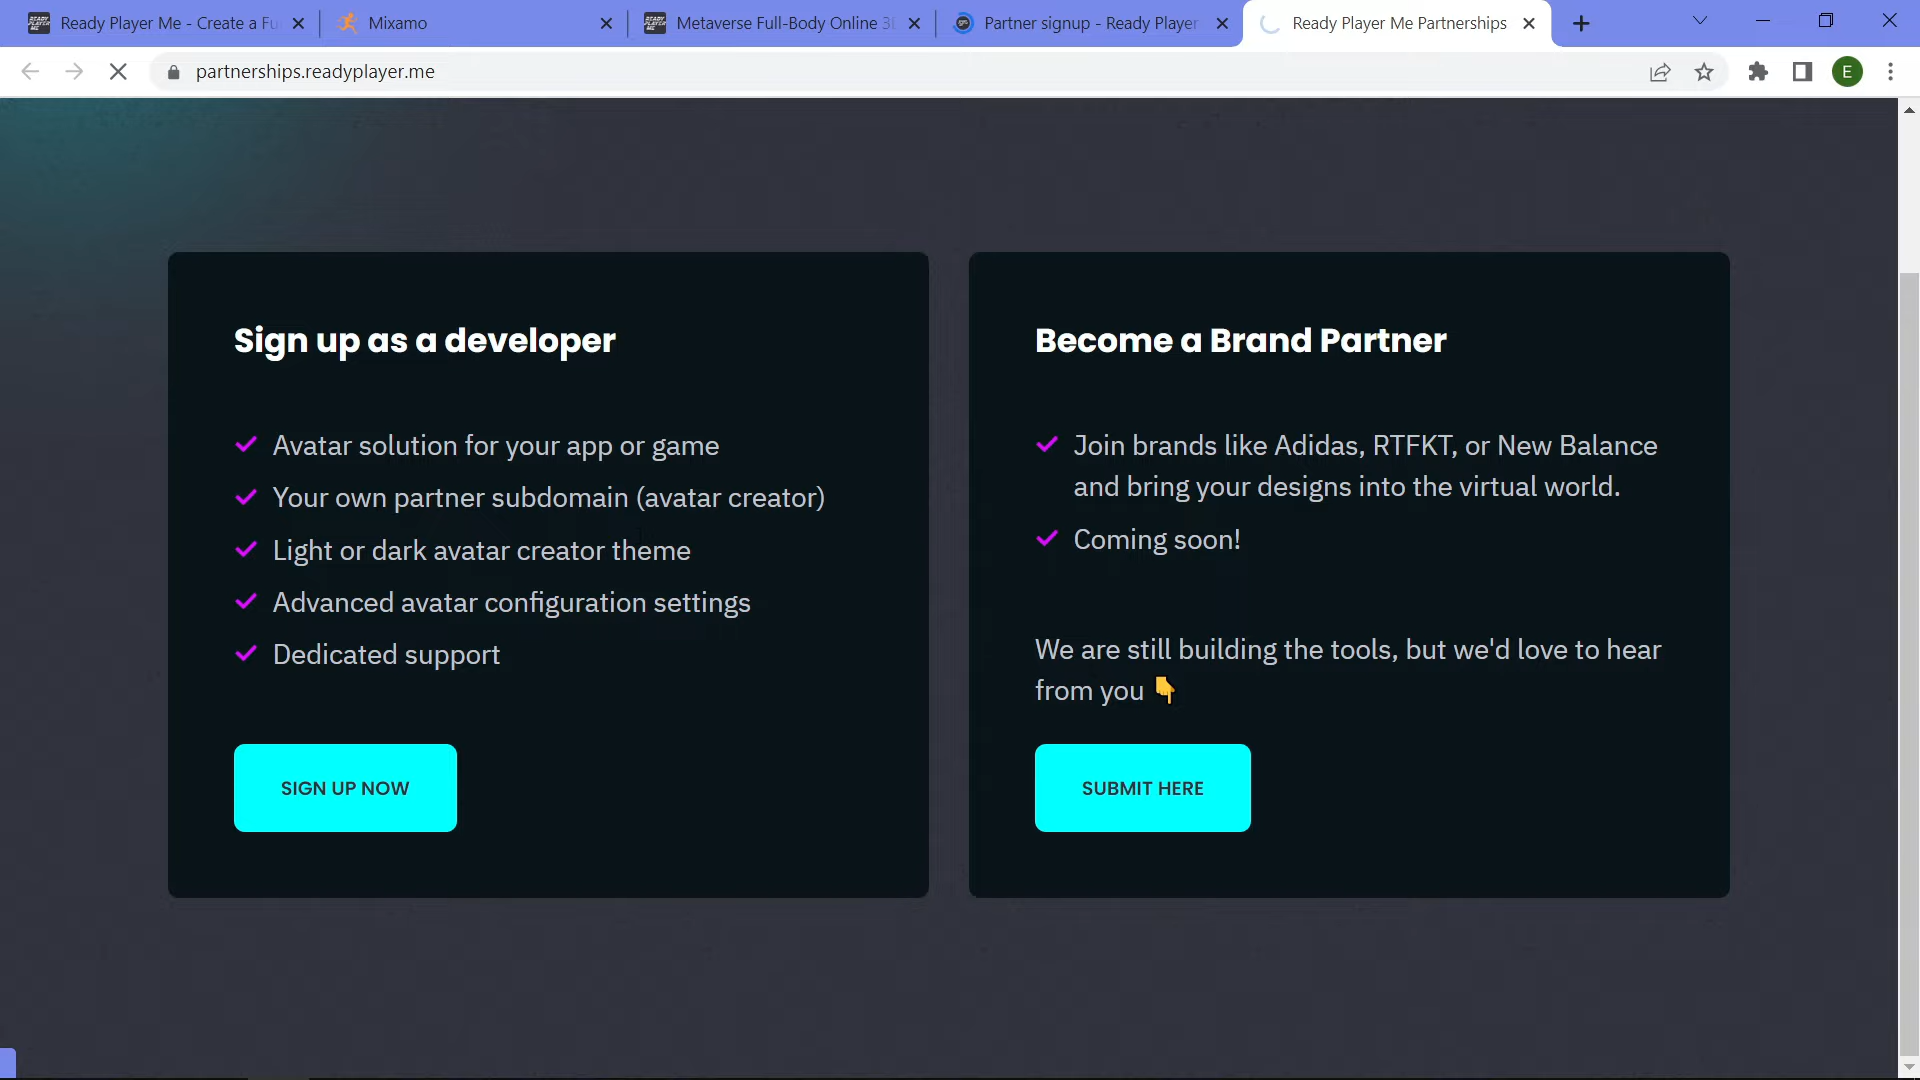 Ready Player Me - Create a Fu
Mixamo
Metaverse Full-Body Online 3
Partner signup - Ready Player
Ready Player Me Partnerships
partnerships.readyplayer.me
E
Sign up as a developer
Avatar solution for your app or game
Your own partner subdomain (avatar creator)
Light or dark avatar creator theme
Advanced avatar configuration settings
Dedicated support
SIGN UP NOW
Become a Brand Partner
Join brands like Adidas, RTFKT, or New Balance
and bring your designs into the virtual world.
Coming soon!
We are still building the tools, but we'd love to hear
from you 👇
SUBMIT HERE